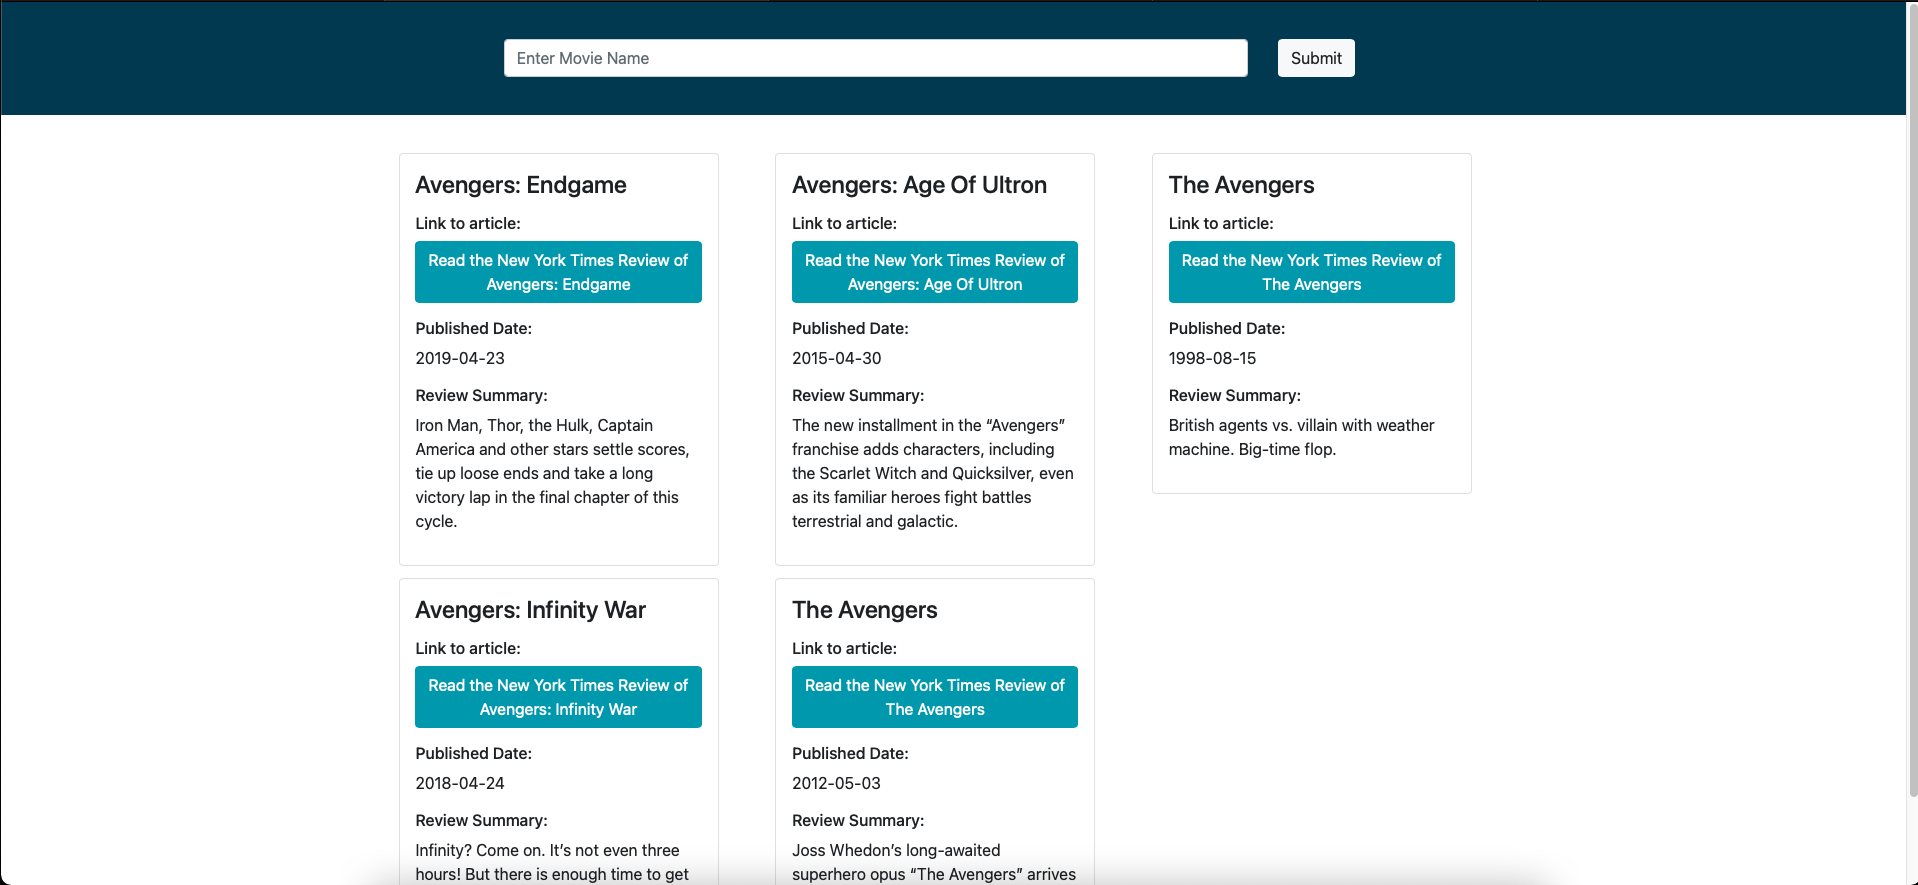 Enter Movie Name
Submit
Avengers: Endgame
Link to article:
Read the New York Times Review of
Avengers: Endgame
Published Date:
2019-04-23
Review Summary:
Iron Man, Thor, the Hulk, Captain
America and other stars settle scores,
tie up loose ends and take a long
victory lap in the final chapter of this
cycle.
Avengers: Age Of Ultron
Link to article:
Read the New York Times Review of
Avengers: Age Of Ultron
Published Date:
2015-04-30
Review Summary:
The new installment in the “Avengers”
franchise adds characters, including
the Scarlet Witch and Quicksilver, even
as its familiar heroes fight battles
terrestrial and galactic.
The Avengers
Link to article:
Read the New York Times Review of
The Avengers
Published Date:
1998-08-15
Review Summary:
British agents vs. villain with weather
machine. Big-time flop.
Avengers: Infinity War
Link to article:
Read the New York Times Review of
Avengers: Infinity War
Published Date:
2018-04-24
Review Summary:
Infinity? Come on. It’s not even three
hours! But there is enough time to get
The Avengers
Link to article:
Read the New York Times Review of
The Avengers
Published Date:
2012-05-03
Review Summary:
Joss Whedon’s long-awaited
superhero opus “The Avengers” arrives